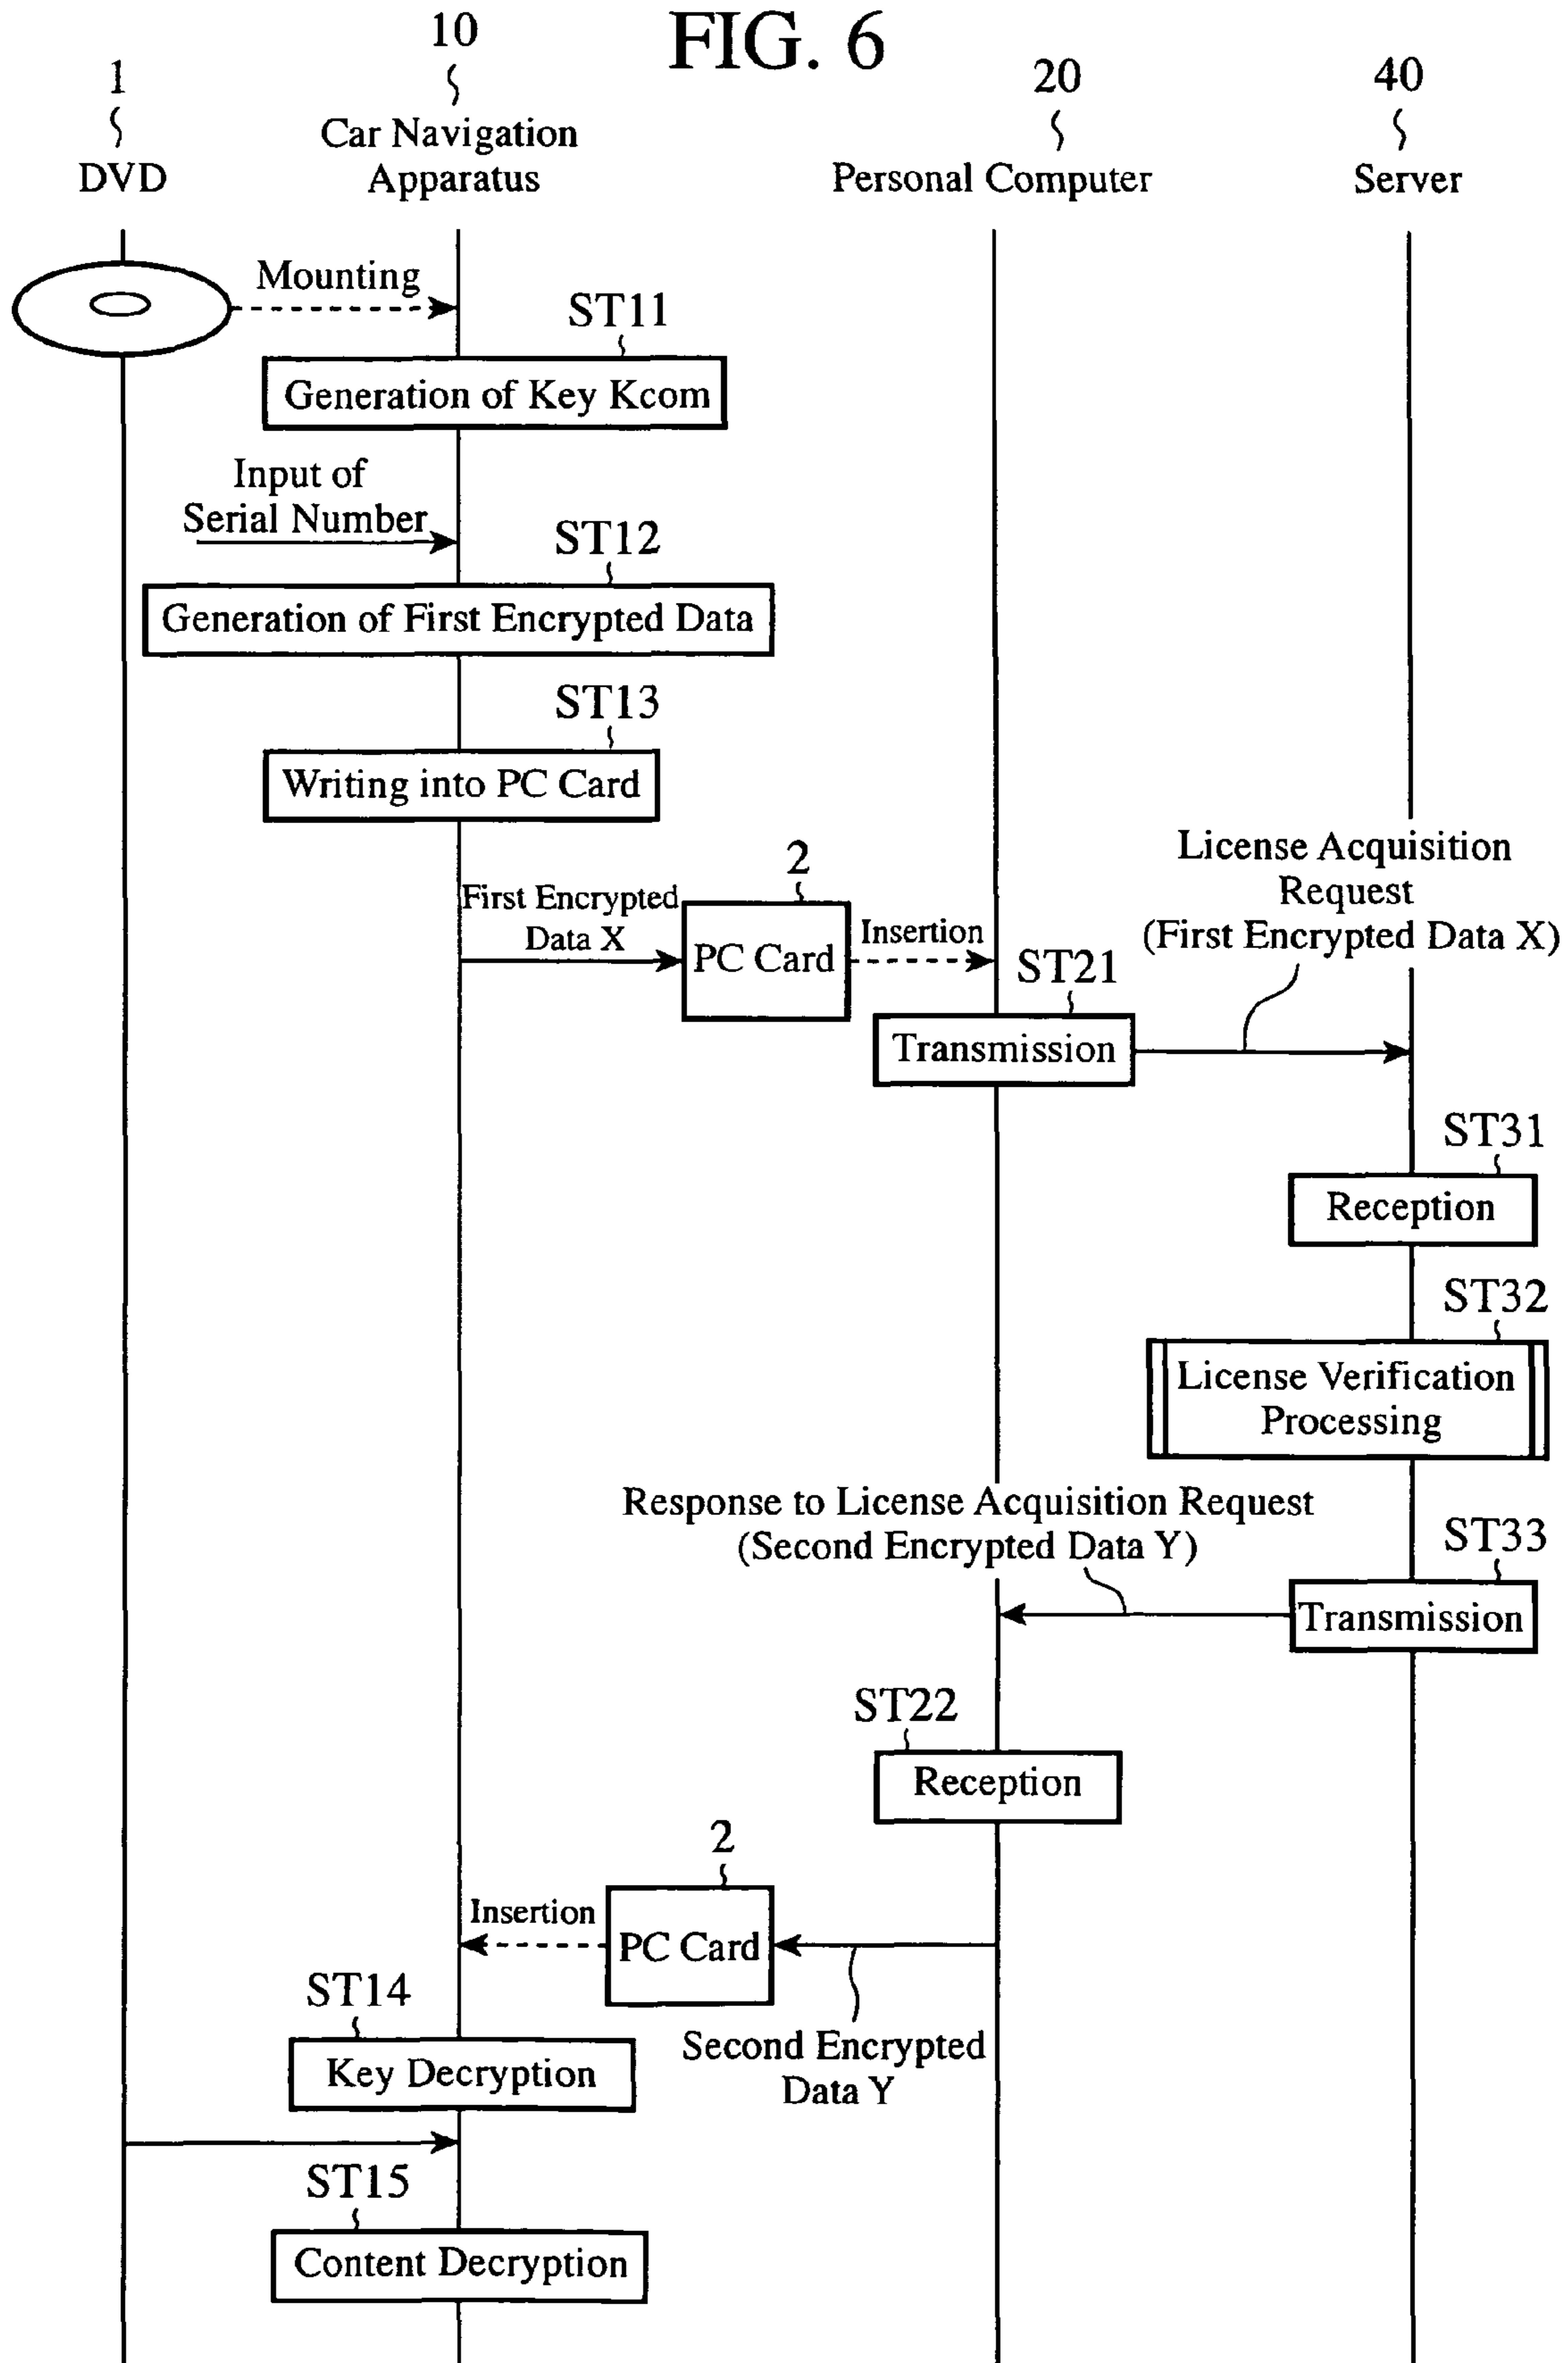 FIG. 6
1
DVD
10
Car Navigation
Apparatus
20
Personal Computer
40
Server
Mounting
ST11
Generation of Key Kcom
Input of
Serial Number
ST12
Generation of First Encrypted Data
ST13
Writing into PC Card
First Encrypted
Data X
2
PC Card
Insertion
License Acquisition
Request
(First Encrypted Data X)
ST21
Transmission
ST31
Reception
ST32
License Verification
Processing
Response to License Acquisition Request
(Second Encrypted Data Y)
ST33
Transmission
ST22
Reception
2
Insertion
PC Card
Second Encrypted
Data Y
ST14
Key Decryption
ST15
Content Decryption